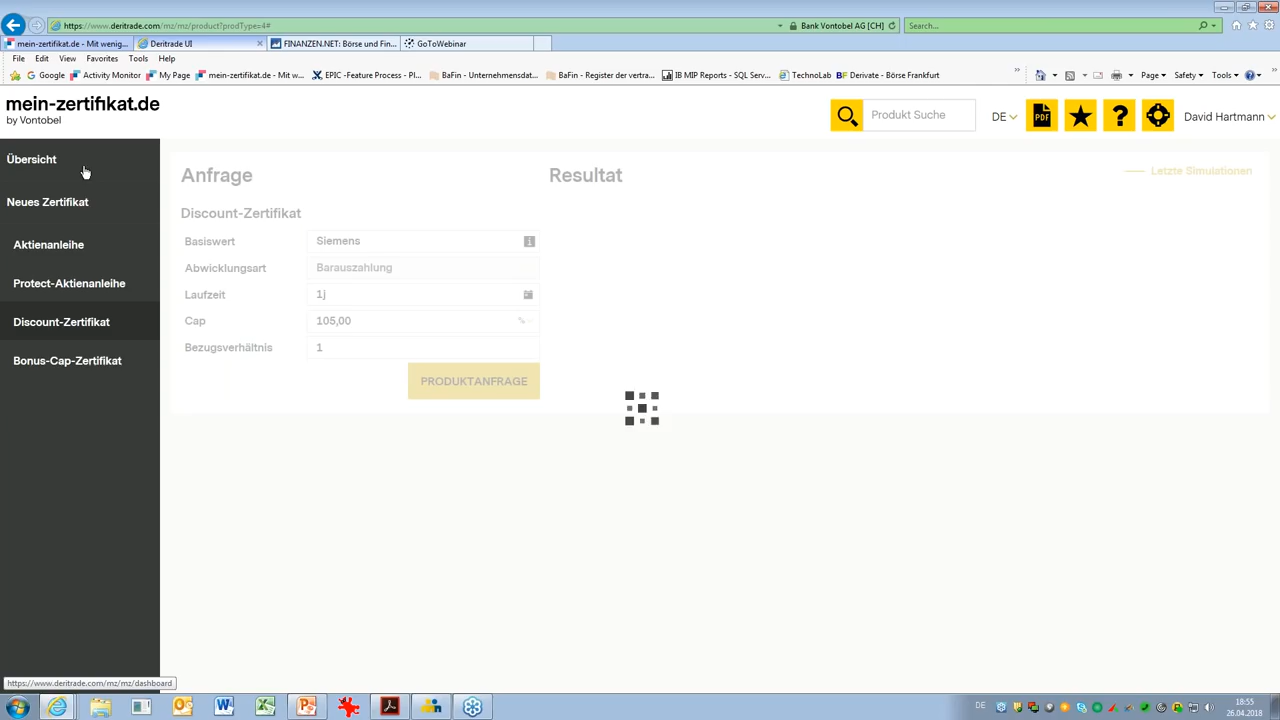 https://www.deritrade.com/mz/mz/product?prodType=4#
Bank Vontobel AG [CH]
Search...
mein-zertifikat.de - Mit wenig...
Deritrade UI
FINANZEN.NET: Börse und Fin...
GoToWebinar
File Edit View Favorites Tools Help
Google
Activity Monitor
My Page
mein-zertifikat.de - Mit w...
EPIC -Feature Process - Pl...
BaFin - Unternehmensdat...
BaFin - Register der vertra...
IB MIP Reports - SQL Serv...
TechnoLab
Derivate - Börse Frankfurt
Page
Safety
Tools
mein-zertifikat.de
by Vontobel
Produkt Suche
DE
PDF
?
David Hartmann
Übersicht
Neues Zertifikat
Aktienanleihe
Protect-Aktienanleihe
Discount-Zertifikat
Bonus-Cap-Zertifikat
Anfrage
Resultat
Letzte Simulationen
Discount-Zertifikat
Basiswert Siemens
Abwicklungsart Barauszahlung
Laufzeit 1j
Cap 105,00 %
Bezugsverhältnis 1
PRODUKTANFRAGE
https://www.deritrade.com/mz/mz/dashboard
DE
18:55
26.04.2018